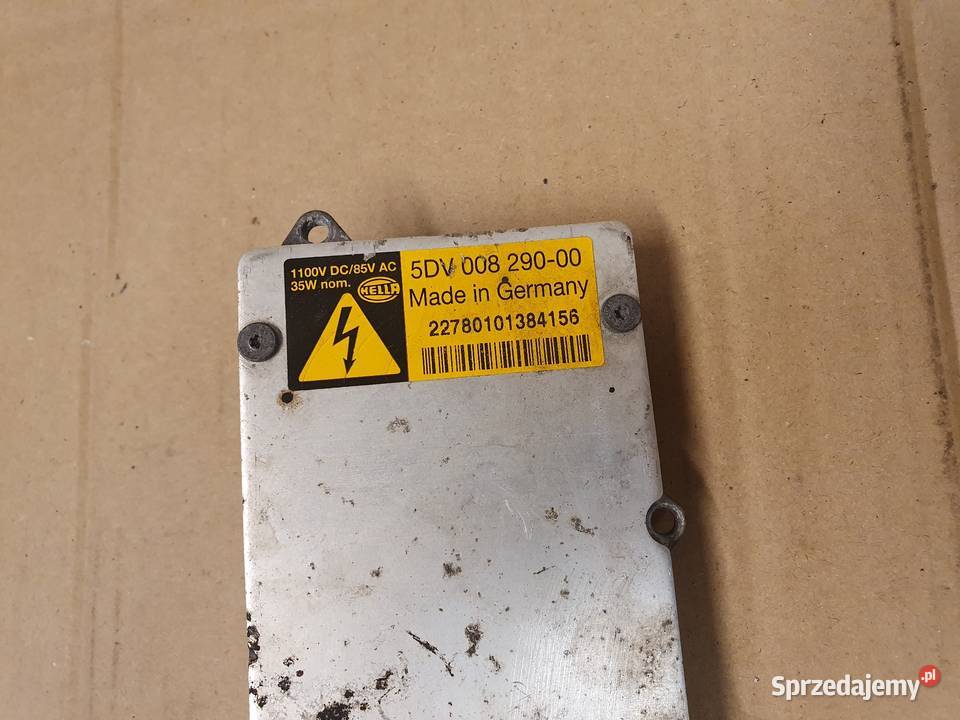 1100V DC/85V AC
35W nom.
HELLA
5DV 008 290-00
Made in Germany
22780101384156
Sprzedajemy.pl